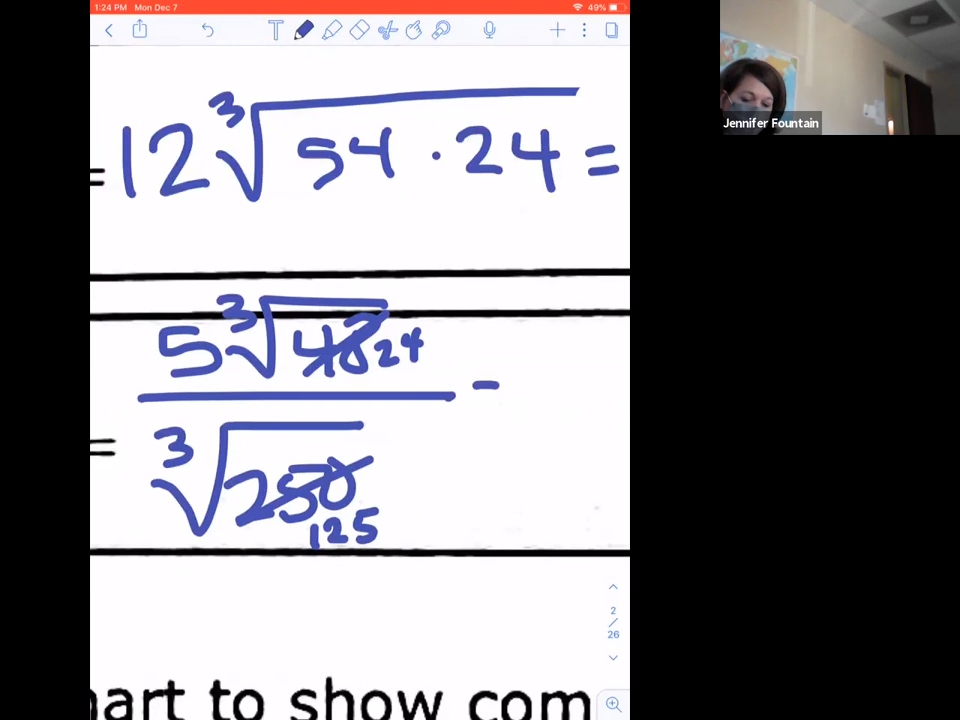 1:24 PM Mon Dec 7
49%
T
Jennifer Fountain
= 12 ∛54 · 24 =
5 ∛48 24 -
= ∛250 125
2
/
26
art to show com